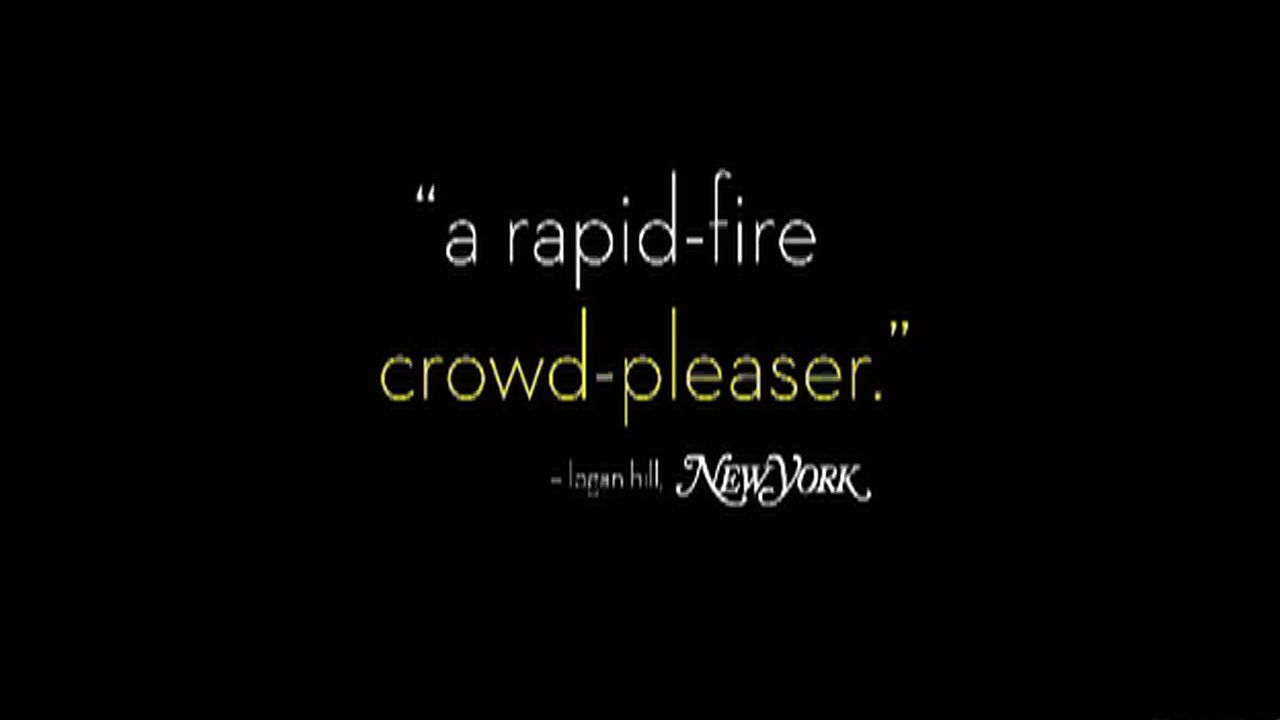 “a rapid-fire
crowd-pleaser.”
– logan hill, NEW YORK